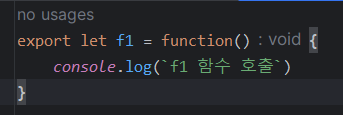 no usages
export let f1 = function() : void {
    console.log(`f1 함수 호출`)
}